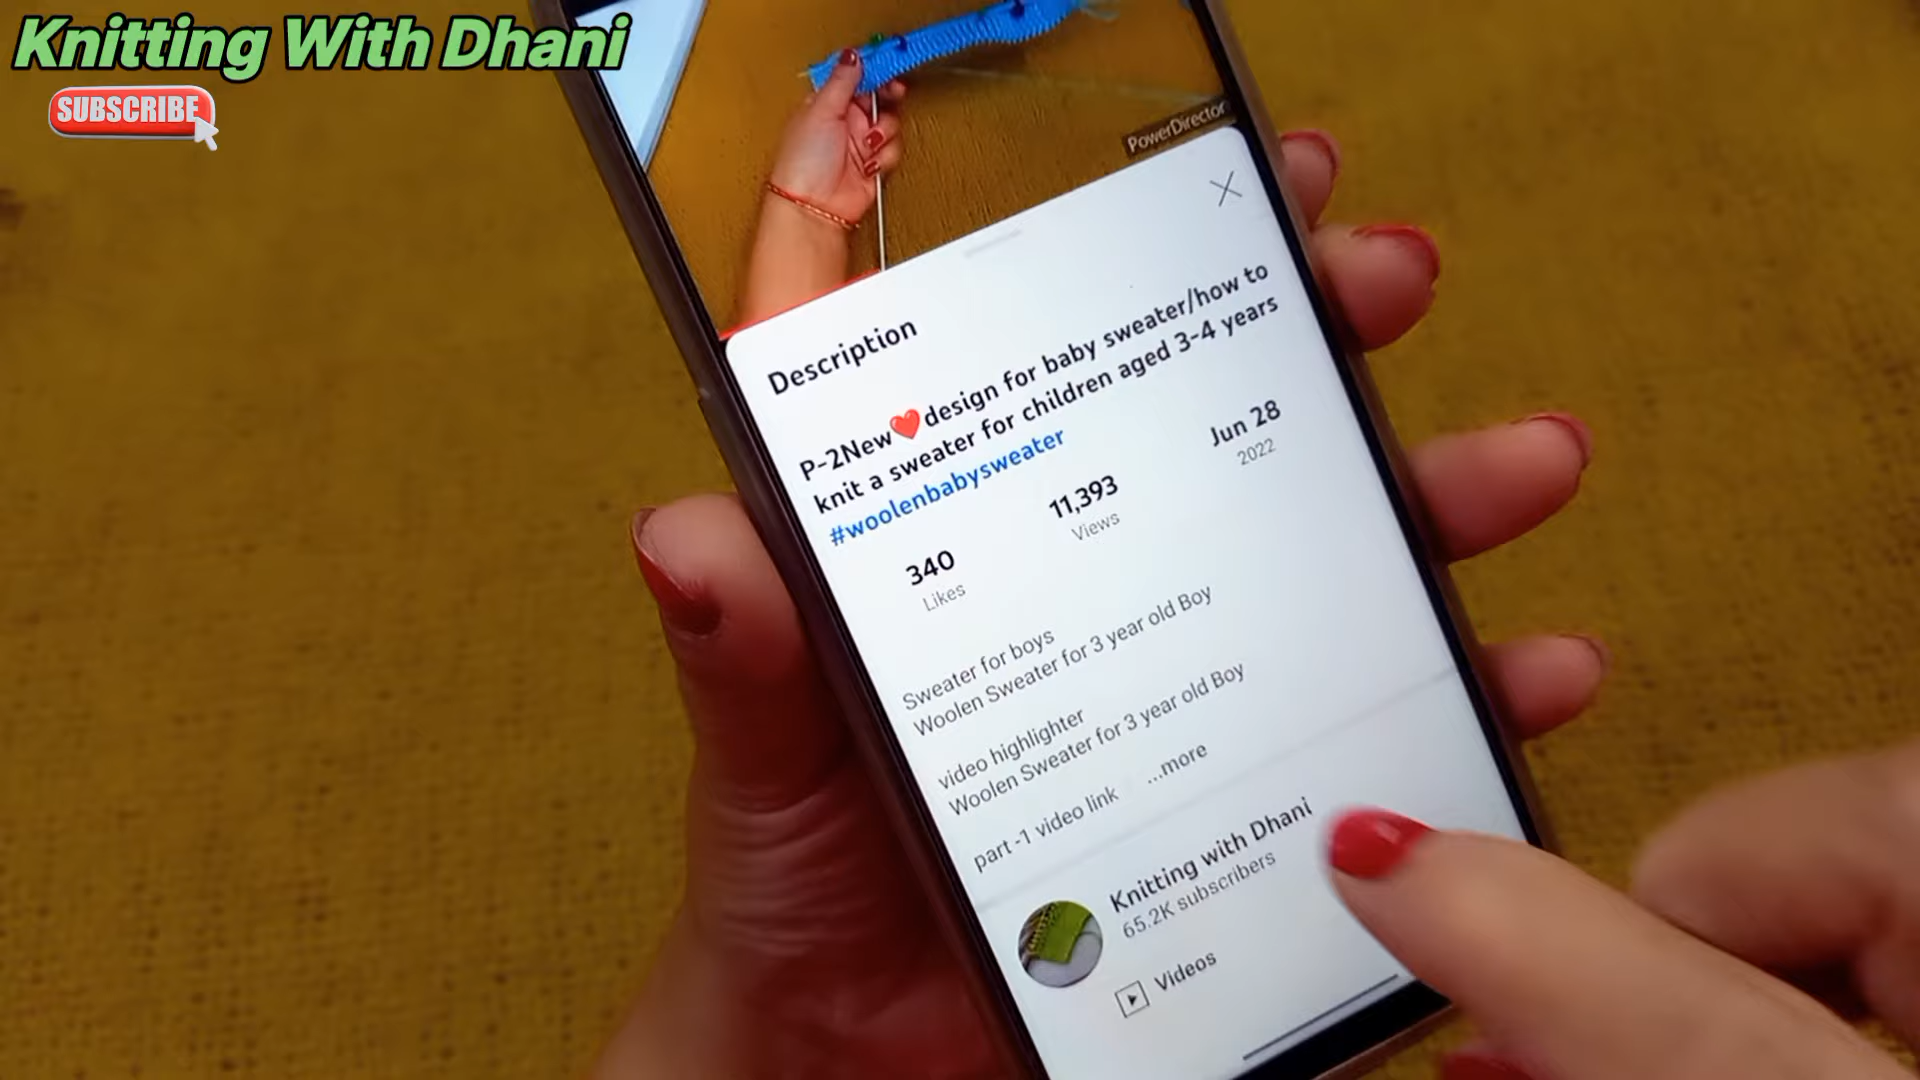 Knitting With Dhani
SUBSCRIBE
PowerDirector
Description
P-2New❤️design for baby sweater/how to
knit a sweater for children aged 3-4 years
#woolenbabysweater
340
Likes
11,393
Views
Jun 28
2022
Sweater for boys
Woolen Sweater for 3 year old Boy
video highlighter
Woolen Sweater for 3 year old Boy
part -1 video link ...more
Knitting with Dhani
65.2K subscribers
Videos